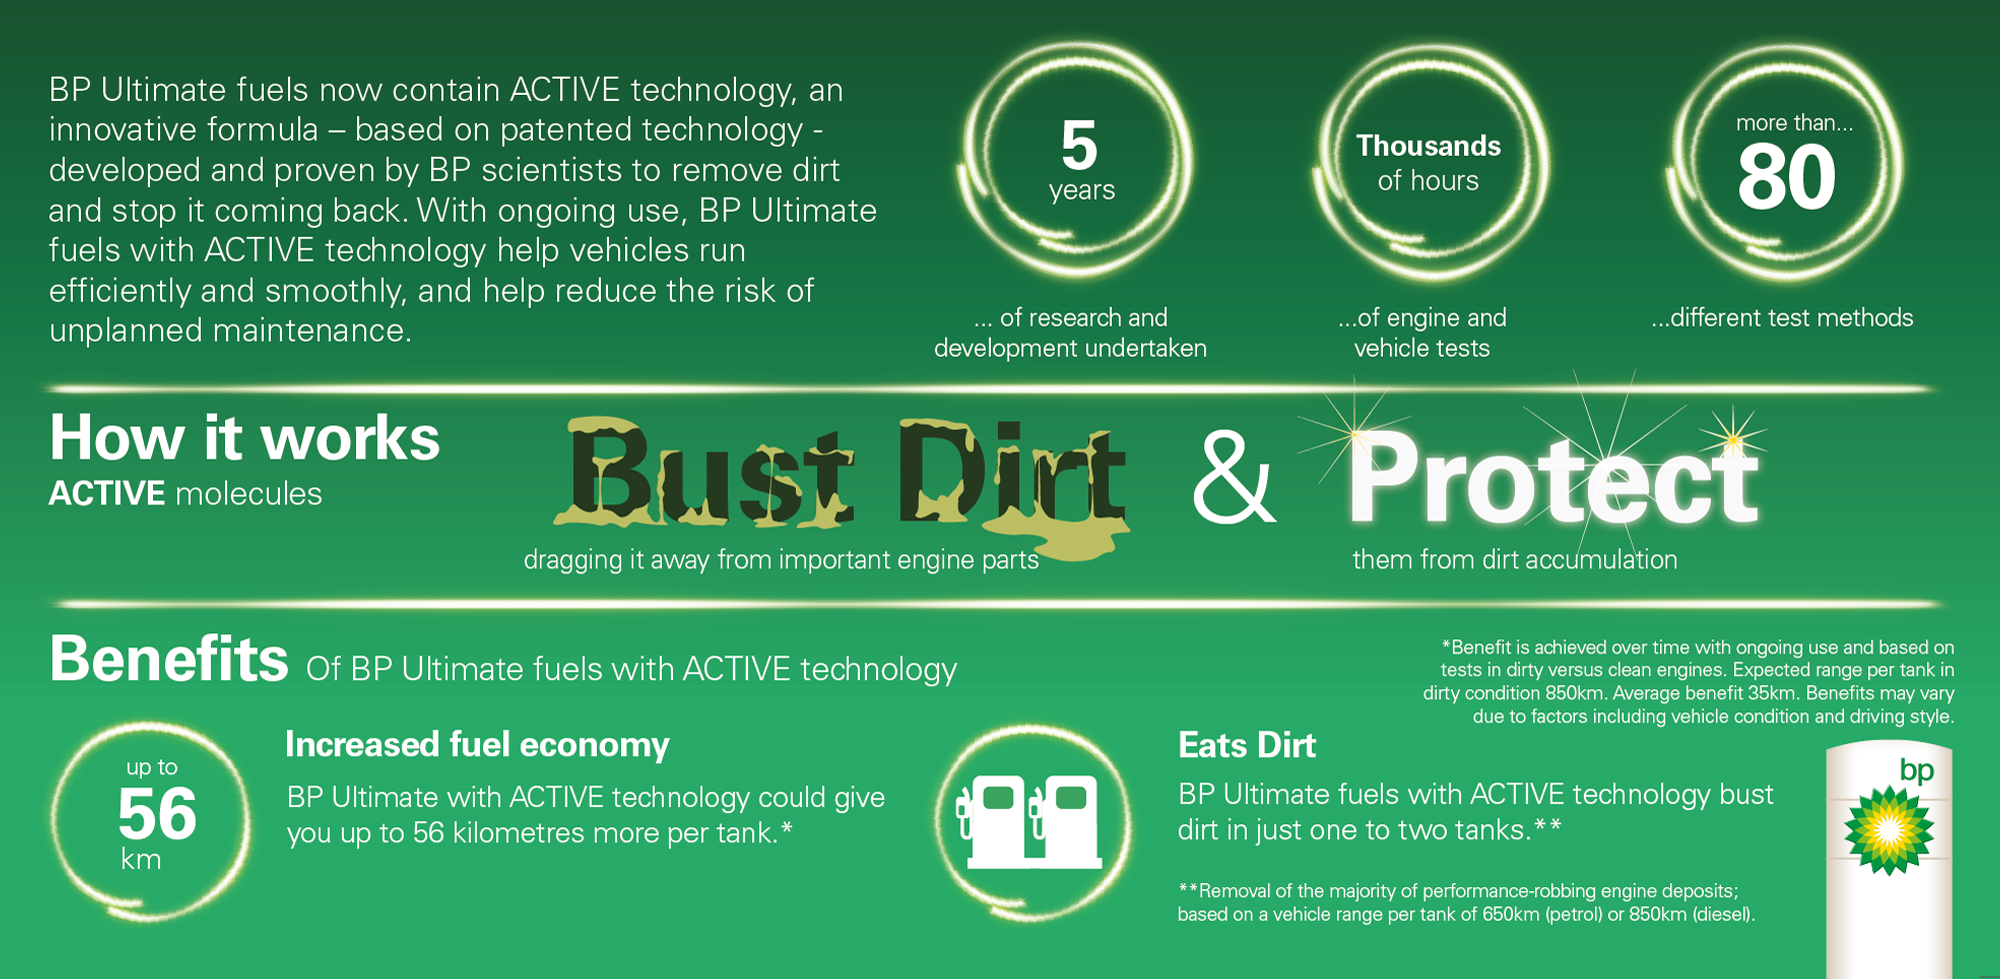 BP Ultimate fuels now contain ACTIVE technology, an
innovative formula – based on patented technology -
developed and proven by BP scientists to remove dirt
and stop it coming back. With ongoing use, BP Ultimate
fuels with ACTIVE technology help vehicles run
efficiently and smoothly, and help reduce the risk of
unplanned maintenance.
5
years
... of research and
development undertaken
Thousands
of hours
...of engine and
vehicle tests
more than...
80
...different test methods
How it works
ACTIVE molecules
Bust Dirt
dragging it away from important engine parts
&
Protect
them from dirt accumulation
Benefits Of BP Ultimate fuels with ACTIVE technology
*Benefit is achieved over time with ongoing use and based on
tests in dirty versus clean engines. Expected range per tank in
dirty condition 850km. Average benefit 35km. Benefits may vary
due to factors including vehicle condition and driving style.
up to
56
km
Increased fuel economy
BP Ultimate with ACTIVE technology could give
you up to 56 kilometres more per tank.*
Eats Dirt
BP Ultimate fuels with ACTIVE technology bust
dirt in just one to two tanks.**
**Removal of the majority of performance-robbing engine deposits;
based on a vehicle range per tank of 650km (petrol) or 850km (diesel).
bp